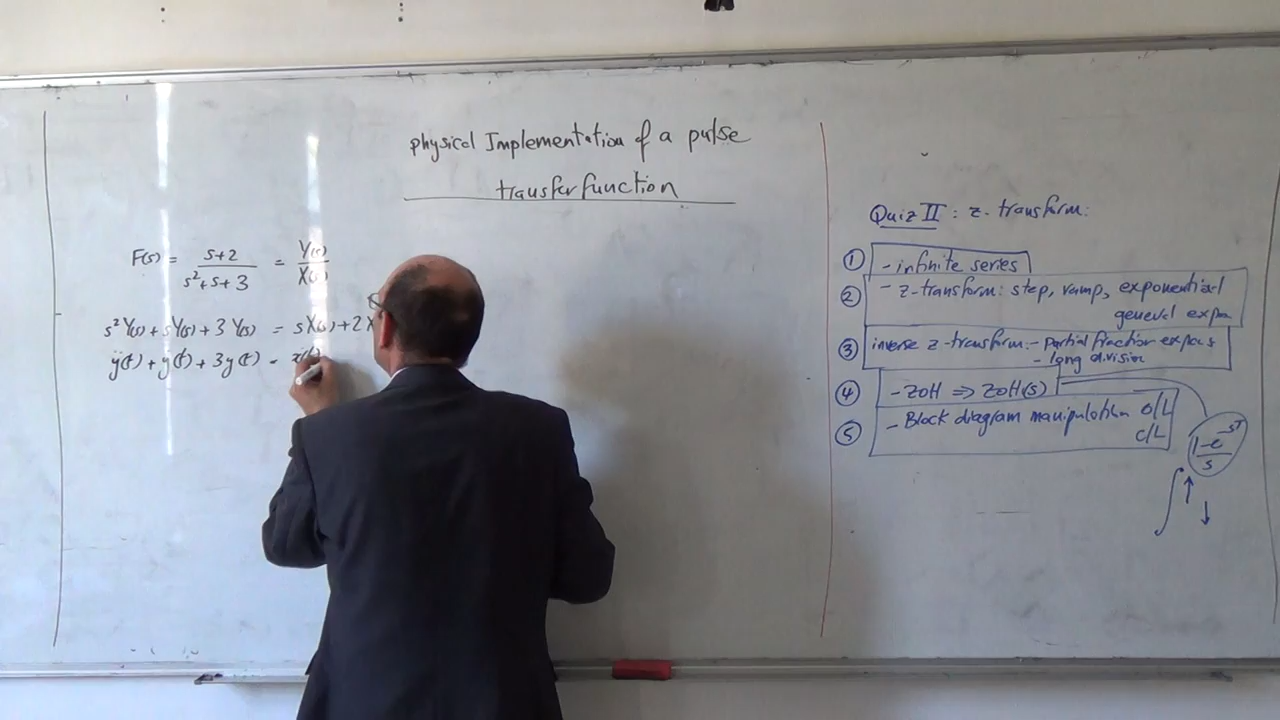 physical Implementation of a pulse
transfer function
F(s) = s+2 / s²+s+3 = Y(s) / X(s)
s²Y(s) + sY(s) + 3Y(s) = sX(s) + 2X
ÿ(t) + ẏ(t) + 3y(t) = ẋ(t)
Quiz II : z-transform:
① - infinite series
② - z-transform: step, ramp, exponential
general expo
③ inverse z-transform:- Partial fraction expans
- long division
④ - ZOH ⇒ ZOH(s)
⑤ - Block diagram manipulation O/L
C/L
1-e^-sT / s
∫ ↑ ↓